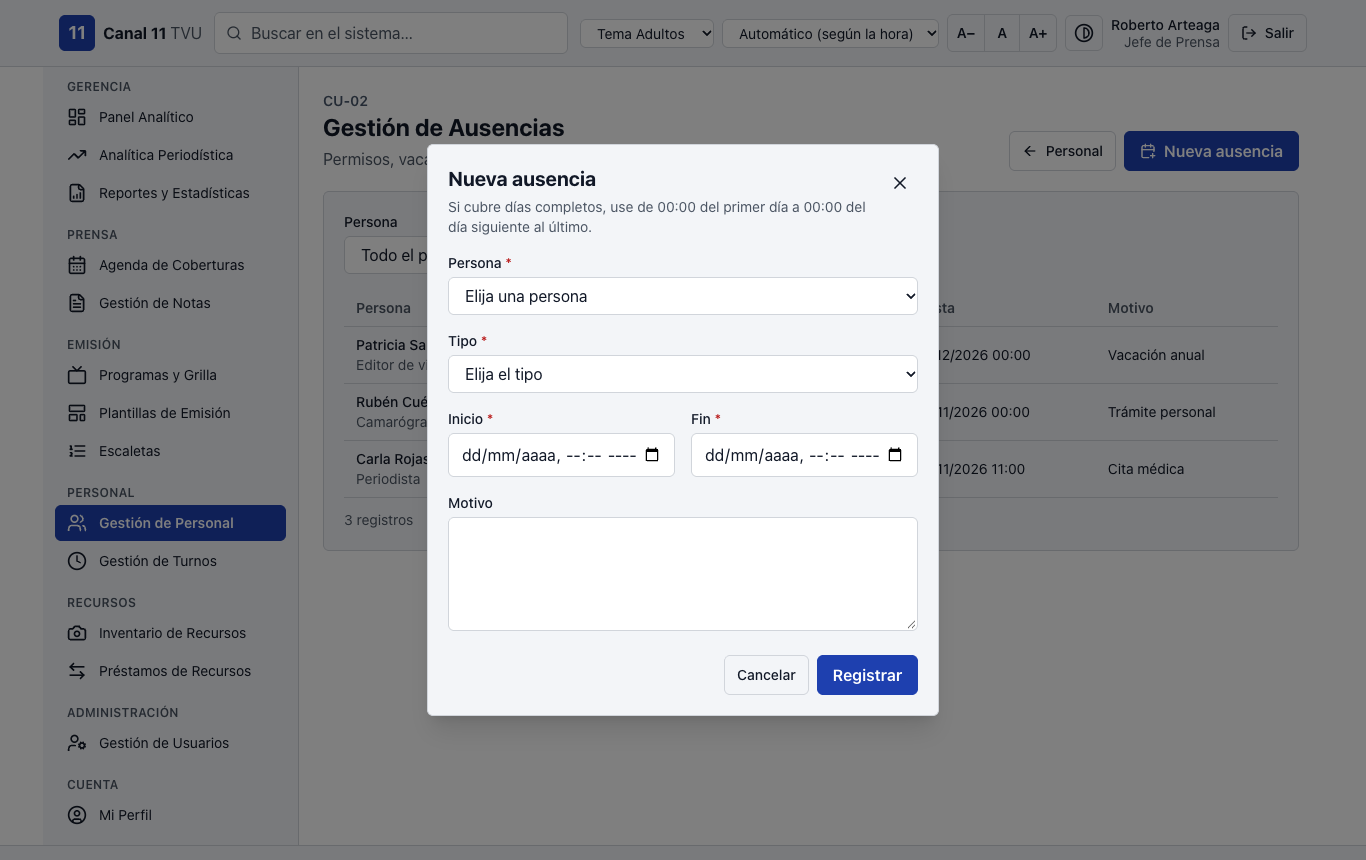 11 Canal 11 TVU
Buscar en el sistema...
Tema Adultos
Automático (según la hora)
A−
A
A+
Roberto Arteaga
Jefe de Prensa
Salir
GERENCIA
Panel Analítico
Analítica Periodística
Reportes y Estadísticas
PRENSA
Agenda de Coberturas
Gestión de Notas
EMISIÓN
Programas y Grilla
Plantillas de Emisión
Escaletas
PERSONAL
Gestión de Personal
Gestión de Turnos
RECURSOS
Inventario de Recursos
Préstamos de Recursos
ADMINISTRACIÓN
Gestión de Usuarios
CUENTA
Mi Perfil
CU-02
Gestión de Ausencias
Permisos,
Personal
Nueva ausencia
Persona
Todo el
Persona
Motivo
Patricia
Editor de
12/2026 00:00
Vacación anual
Rubén
11/2026 00:00
Trámite personal
Carla Rojas
Periodista
11/2026 11:00
Cita médica
3 registros
Nueva ausencia
Si cubre días completos, use de 00:00 del primer día a 00:00 del
día siguiente al último.
Persona *
Elija una persona
Tipo *
Elija el tipo
Inicio *
Fin *
dd/mm/aaaa, --:-- ----
dd/mm/aaaa, --:-- ----
Motivo
Cancelar
Registrar